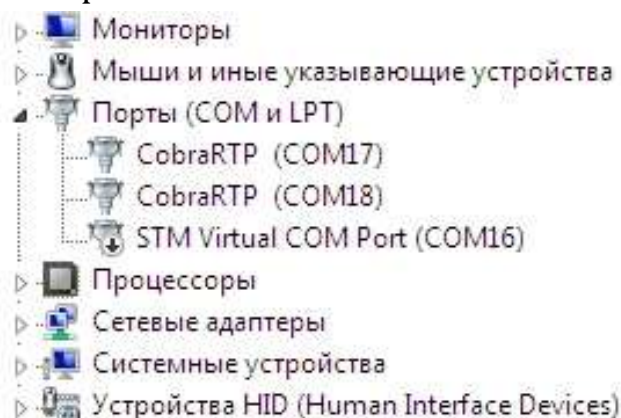 Мониторы
Мыши и иные указывающие устройства
Порты (COM и LPT)
CobraRTP (COM17)
CobraRTP (COM18)
STM Virtual COM Port (COM16)
Процессоры
Сетевые адаптеры
Системные устройства
Устройства HID (Human Interface Devices)